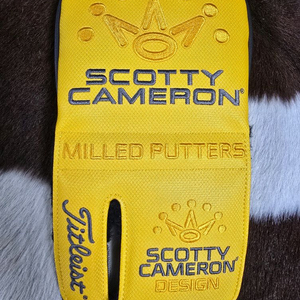 SCOTTY
CAMERON®
MILLED PUTTERS
Titleist®
SCOTTY
CAMERON
DESIGN